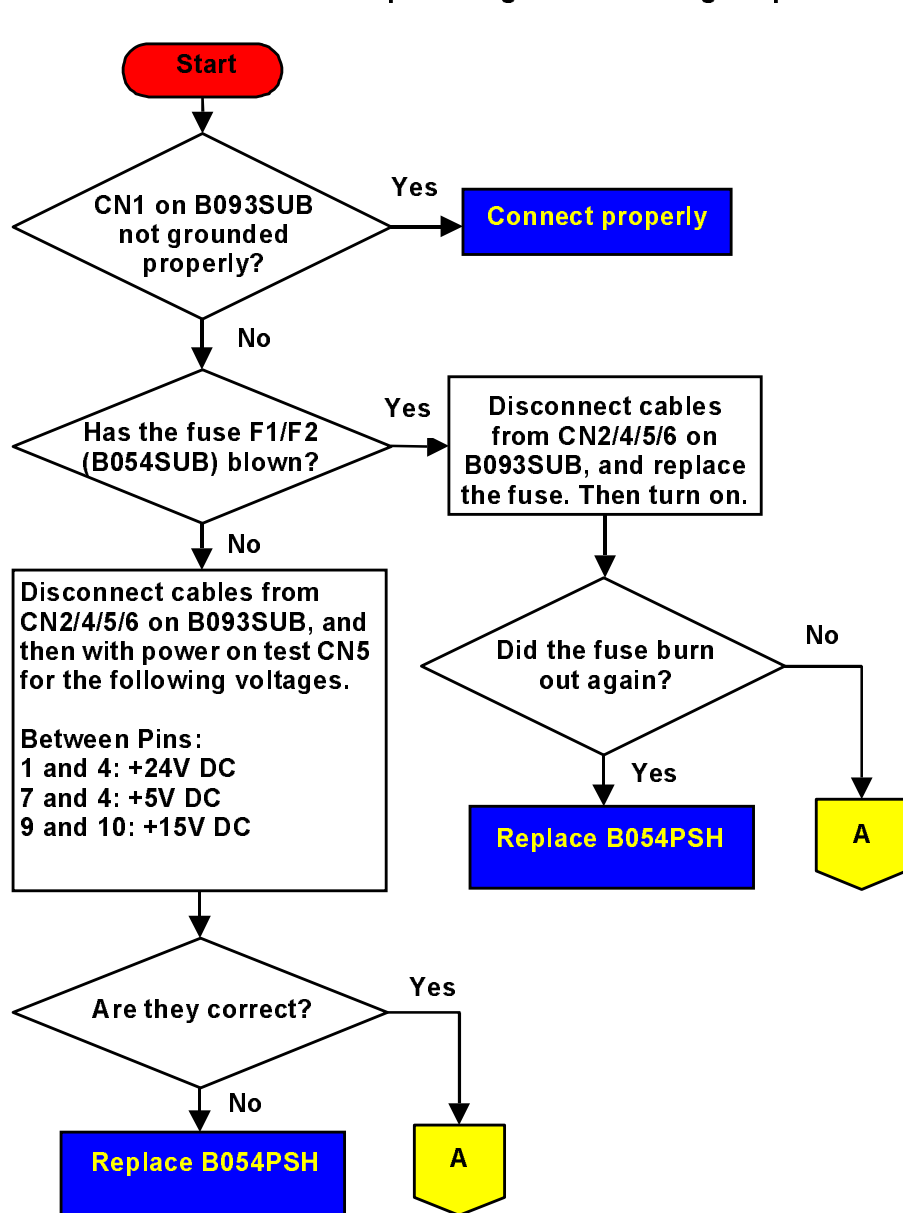 Start
CN1 on B093SUB
not grounded
properly?
Yes
Connect properly
No
Has the fuse F1/F2
(B054SUB) blown?
Yes
Disconnect cables
from CN2/4/5/6 on
B093SUB, and replace
the fuse. Then turn on.
No
Disconnect cables from
CN2/4/5/6 on B093SUB, and
then with power on test CN5
for the following voltages.
Between Pins:
1 and 4: +24V DC
7 and 4: +5V DC
9 and 10: +15V DC
Did the fuse burn
out again?
No
Yes
Replace B054PSH
A
Are they correct?
Yes
No
Replace B054PSH
A